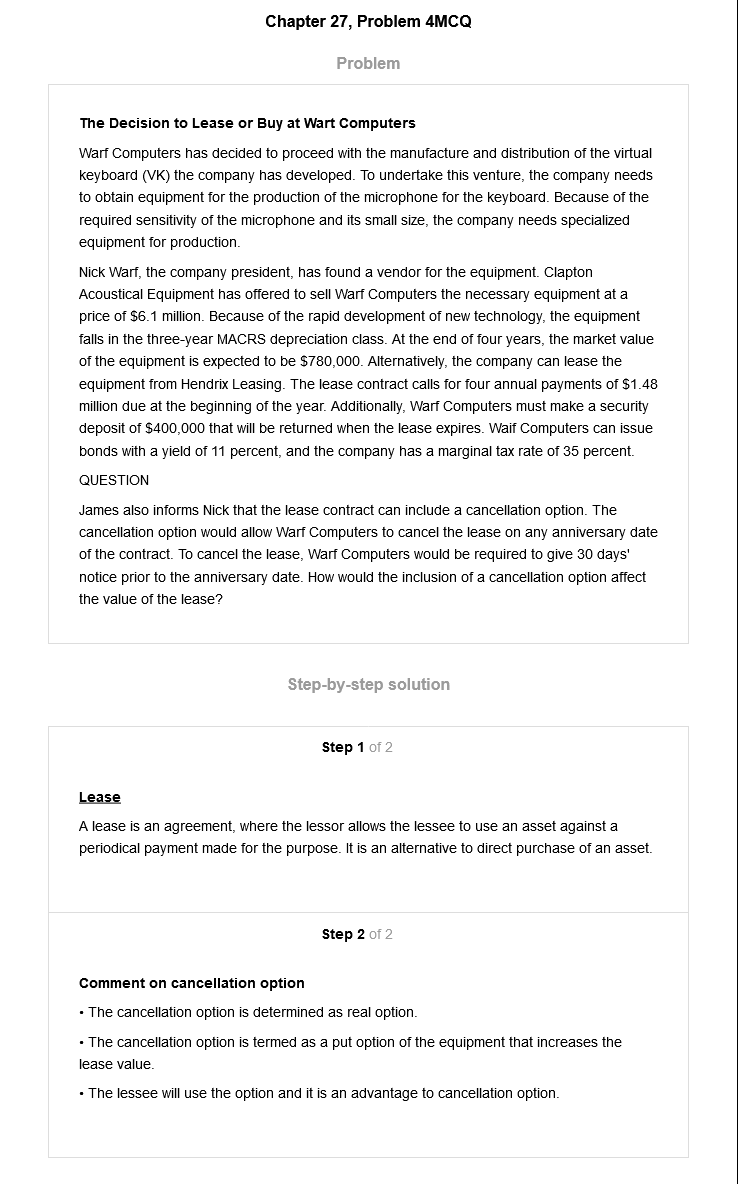 Chapter 27, Problem 4MCQ
Problem
The Decision to Lease or Buy at Wart Computers
Warf Computers has decided to proceed with the manufacture and distribution of the virtual
keyboard (VK) the company has developed. To undertake this venture, the company needs
to obtain equipment for the production of the microphone for the keyboard. Because of the
required sensitivity of the microphone and its small size, the company needs specialized
equipment for production.
Nick Warf, the company president, has found a vendor for the equipment. Clapton
Acoustical Equipment has offered to sell Warf Computers the necessary equipment at a
price of $6.1 million. Because of the rapid development of new technology, the equipment
falls in the three-year MACRS depreciation class. At the end of four years, the market value
of the equipment is expected to be $780,000. Alternatively, the company can lease the
equipment from Hendrix Leasing. The lease contract calls for four annual payments of $1.48
million due at the beginning of the year. Additionally, Warf Computers must make a security
deposit of $400,000 that will be returned when the lease expires. Waif Computers can issue
bonds with a yield of 11 percent, and the company has a marginal tax rate of 35 percent.
QUESTION
James also informs Nick that the lease contract can include a cancellation option. The
cancellation option would allow Warf Computers to cancel the lease on any anniversary date
of the contract. To cancel the lease, Warf Computers would be required to give 30 days'
notice prior to the anniversary date. How would the inclusion of a cancellation option affect
the value of the lease?
Step-by-step solution
Step 1 of 2
Lease
A lease is an agreement, where the lessor allows the lessee to use an asset against a
periodical payment made for the purpose. It is an alternative to direct purchase of an asset.
Step 2 of 2
Comment on cancellation option
• The cancellation option is determined as real option.
• The cancellation option is termed as a put option of the equipment that increases the
lease value.
• The lessee will use the option and it is an advantage to cancellation option.